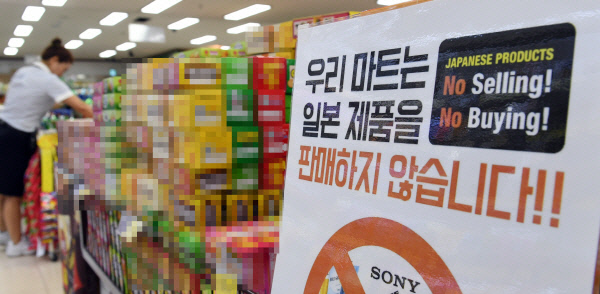 우리 마트는
일본 제품을
판매하지 않습니다!!
JAPANESE PRODUCTS
No Selling!
No Buying!
SONY